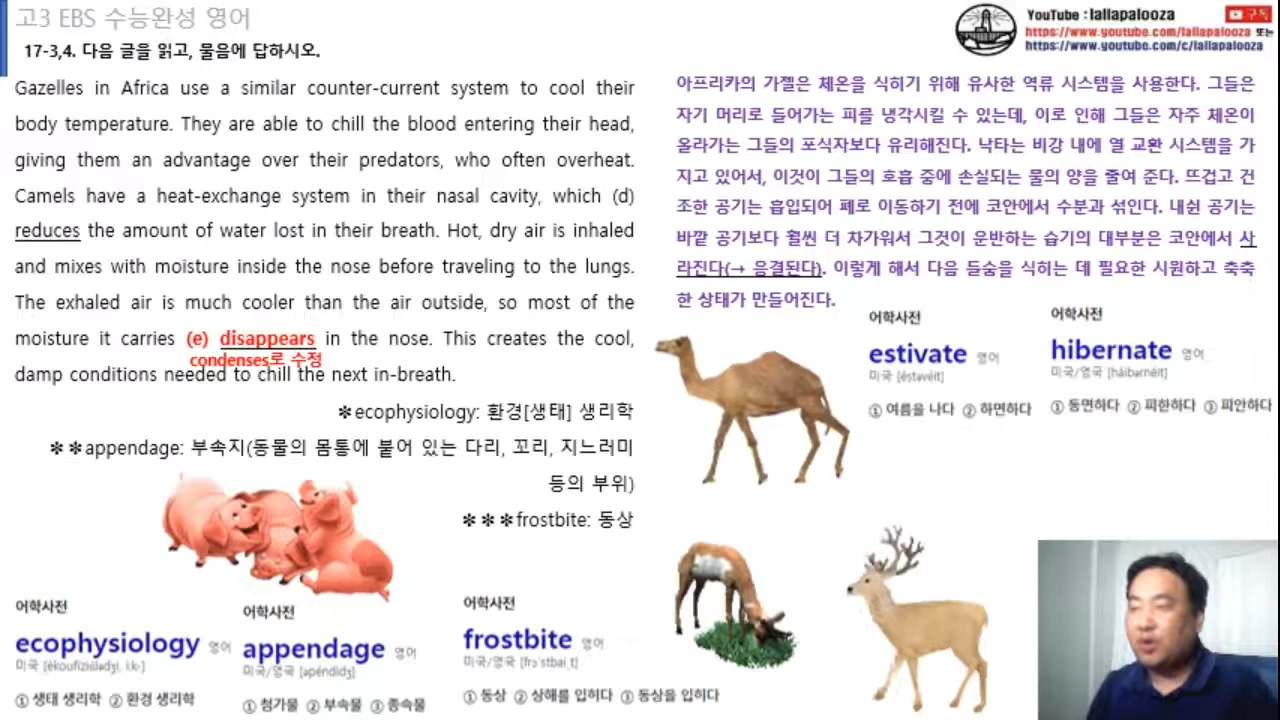 고3 EBS 수능완성 영어
17-3,4. 다음 글을 읽고, 물음에 답하시오.
Gazelles in Africa use a similar counter-current system to cool their
body temperature. They are able to chill the blood entering their head,
giving them an advantage over their predators, who often overheat.
Camels have a heat-exchange system in their nasal cavity, which (d)
reduces the amount of water lost in their breath. Hot, dry air is inhaled
and mixes with moisture inside the nose before traveling to the lungs.
The exhaled air is much cooler than the air outside, so most of the
moisture it carries (e) disappears in the nose. This creates the cool,
condenses로 수정
damp conditions needed to chill the next in-breath.
*ecophysiology: 환경[생태] 생리학
**appendage: 부속지(동물의 몸통에 붙어 있는 다리, 꼬리, 지느러미
등의 부위)
***frostbite: 동상
어학사전
ecophysiology 영어
① 생태 생리학 ② 환경 생리학
어학사전
appendage 영어
미국/영국 [əpéndidʒ]
① 첨가물 ② 부속물 ③ 종속물
어학사전
frostbite 영어
① 동상 ② 상해를 입히다 ③ 동상을 입히다
YouTube : lallapalooza
구독
https://www.youtube.com/lallapalooza 또는
https://www.youtube.com/c/lallapalooza
아프리카의 가젤은 체온을 식히기 위해 유사한 역류 시스템을 사용한다. 그들은
자기 머리로 들어가는 피를 냉각시킬 수 있는데, 이로 인해 그들은 자주 체온이
올라가는 그들의 포식자보다 유리해진다. 낙타는 비강 내에 열 교환 시스템을 가
지고 있어서, 이것이 그들의 호흡 중에 손실되는 물의 양을 줄여 준다. 뜨겁고 건
조한 공기는 흡입되어 폐로 이동하기 전에 코안에서 수분과 섞인다. 내쉰 공기는
바깥 공기보다 훨씬 더 차가워서 그것이 운반하는 습기의 대부분은 코안에서 사
라진다(→ 응결된다). 이렇게 해서 다음 들숨을 식히는 데 필요한 시원하고 축축
한 상태가 만들어진다.
어학사전
estivate 영어
미국 [éstəvèit]
① 여름을 나다 ② 하면하다
어학사전
hibernate 영어
미국/영국 [háibərnèit]
① 동면하다 ② 피한하다 ③ 피안하다